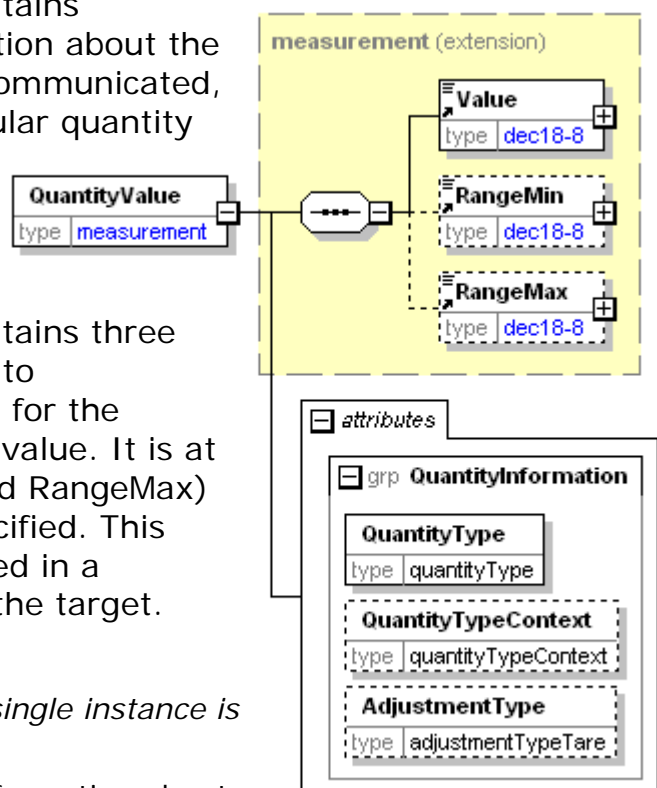 tains
tion about the
ommunicated,
ular quantity
measurement (extension)
Value
type dec18-8
QuantityValue
type measurement
RangeMin
type dec18-8
RangeMax
type dec18-8
tains three
to
for the
value. It is at
d RangeMax)
cified. This
ed in a
the target.
single instance is
attributes
grp QuantityInformation
QuantityType
type quantityType
QuantityTypeContext
type quantityTypeContext
AdjustmentType
type adjustmentTypeTare